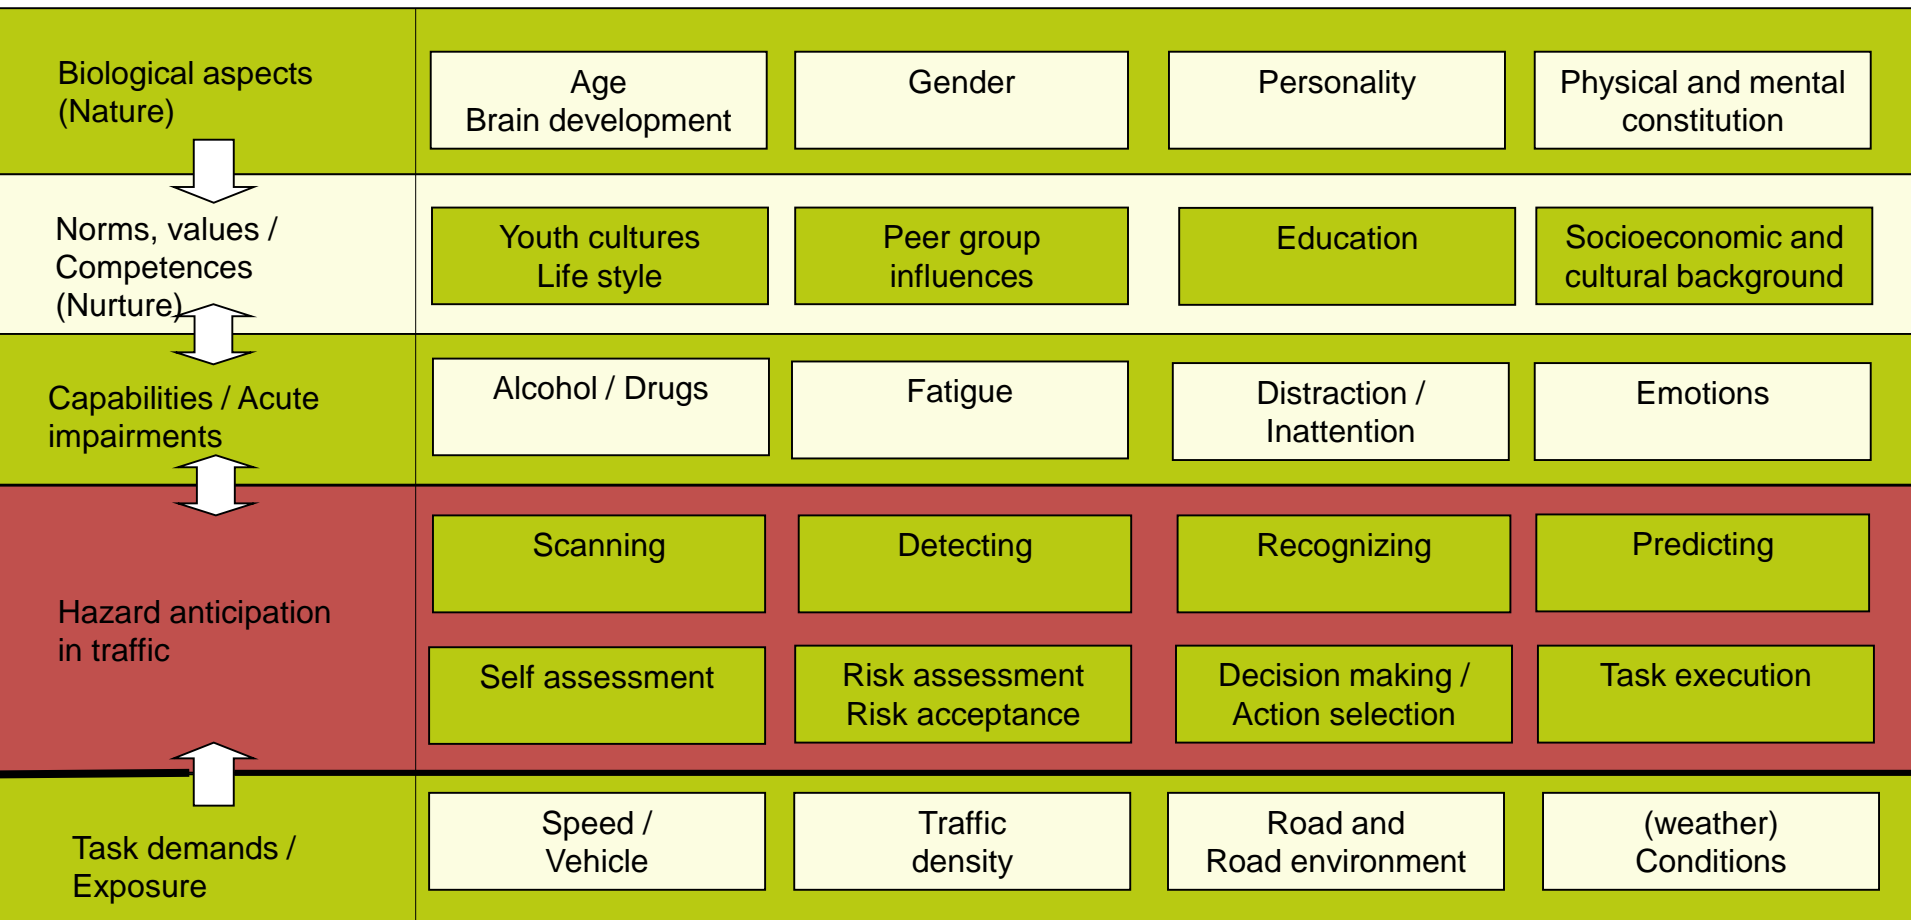 Biological aspects
(Nature)
Age
Brain development
Gender
Personality
Physical and mental
constitution
Norms, values /
Competences
(Nurture)
Youth cultures
Life style
Peer group
influences
Education
Socioeconomic and
cultural background
Capabilities / Acute
impairments
Alcohol / Drugs
Fatigue
Distraction /
Inattention
Emotions
Hazard anticipation
in traffic
Scanning
Detecting
Recognizing
Predicting
Self assessment
Risk assessment
Risk acceptance
Decision making /
Action selection
Task execution
Task demands /
Exposure
Speed /
Vehicle
Traffic
density
Road and
Road environment
(weather)
Conditions